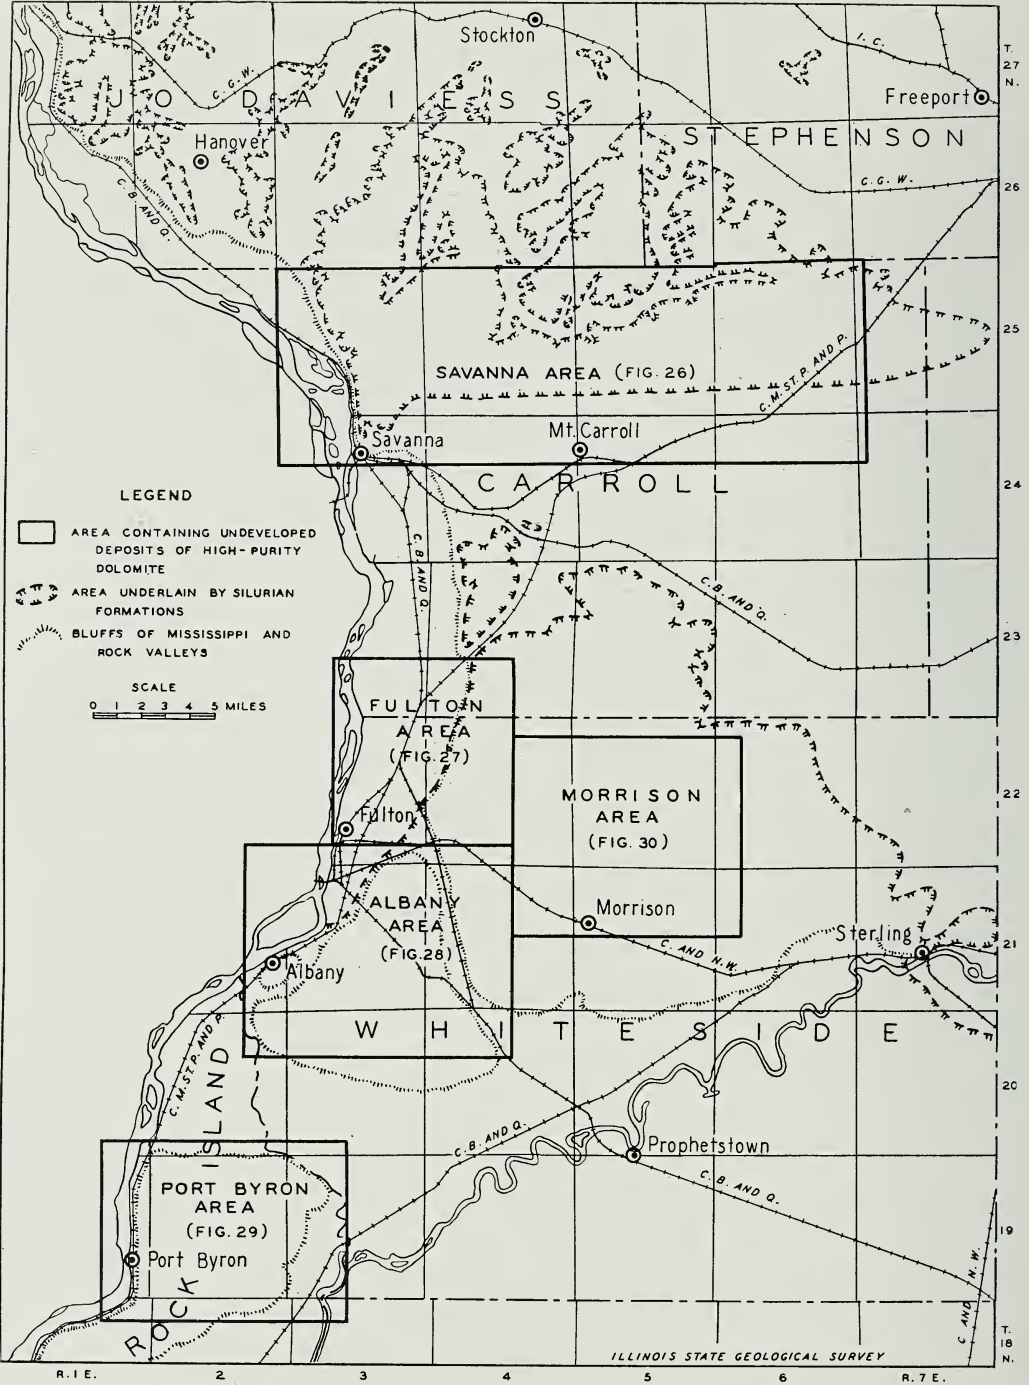 Stockton
I. C.
T.
27
N.
C. G. W.
Freeport
JO DAVIESS
STEPHENSON
Hanover
C. B. AND Q.
C. G. W.
26
25
SAVANNA AREA (FIG. 26)
C. M. ST. P. AND P.
Savanna
Mt. Carroll
CARROLL
24
LEGEND
AREA CONTAINING UNDEVELOPED
DEPOSITS OF HIGH-PURITY
DOLOMITE
AREA UNDERLAIN BY SILURIAN
FORMATIONS
BLUFFS OF MISSISSIPPI AND
ROCK VALLEYS
SCALE
0 1 2 3 4 5 MILES
C. B. AND Q.
C. B. AND Q.
23
FULTON
AREA
(FIG. 27)
22
MORRISON
AREA
(FIG. 30)
Fulton
ALBANY
AREA
(FIG. 28)
Morrison
C. AND N.W.
Sterling
21
Albany
WHITESIDE
C. M. ST. P. AND P.
20
C. B. AND Q.
Prophetstown
C. B. AND Q.
ROCK ISLAND
PORT BYRON
AREA
(FIG. 29)
19
Port Byron
C. AND N. W.
T.
18
N.
ILLINOIS STATE GEOLOGICAL SURVEY
R. I E. 2 3 4 5 6 R. 7 E.